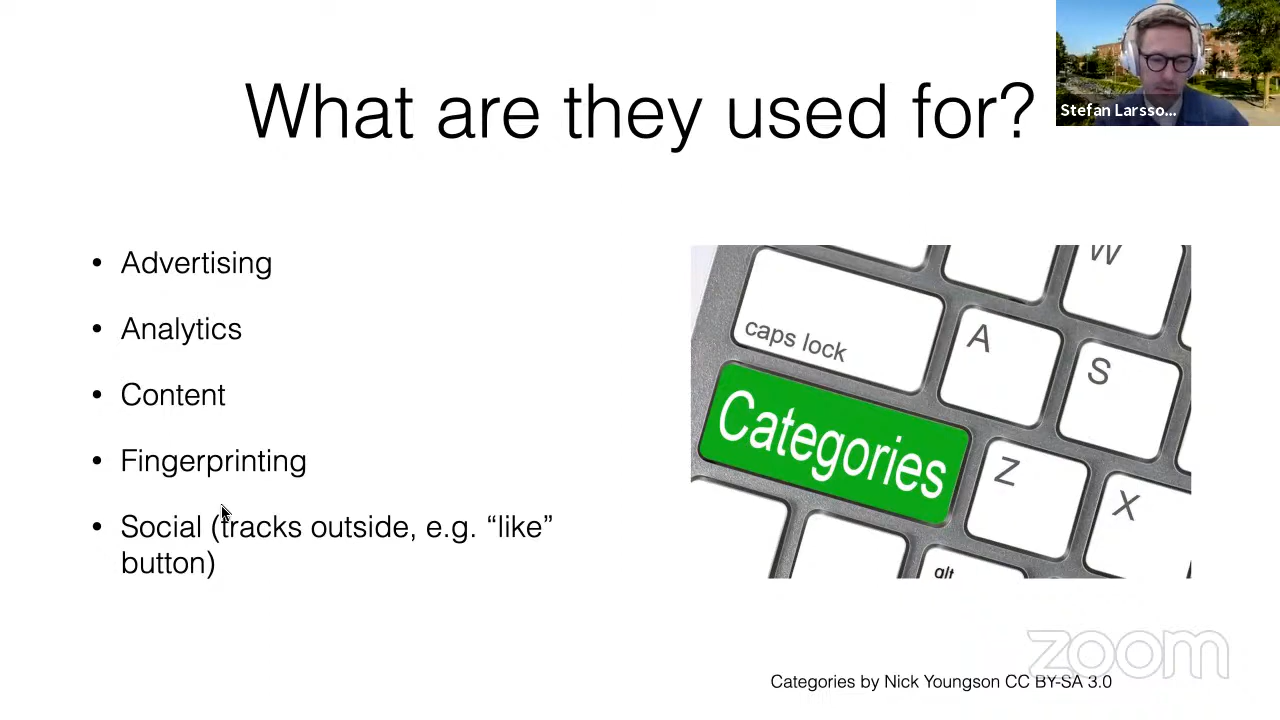 What are they used for?
Stefan Larsso...
• Advertising
• Analytics
• Content
• Fingerprinting
• Social (tracks outside, e.g. “like”
button)
W
caps lock
A
S
Categories
Z
X
alt
zoom
Categories by Nick Youngson CC BY-SA 3.0